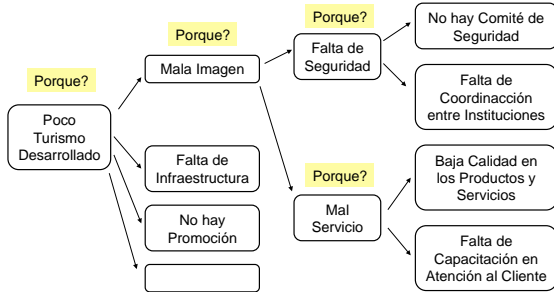 Porque?
Poco
Turismo
Desarrollado
Porque?
Mala Imagen
Falta de
Infraestructura
No hay
Promoción
Porque?
Falta de
Seguridad
Porque?
Mal
Servicio
No hay Comité de
Seguridad
Falta de
Coordinacción
entre Instituciones
Baja Calidad en
los Productos y
Servicios
Falta de
Capacitación en
Atención al Cliente